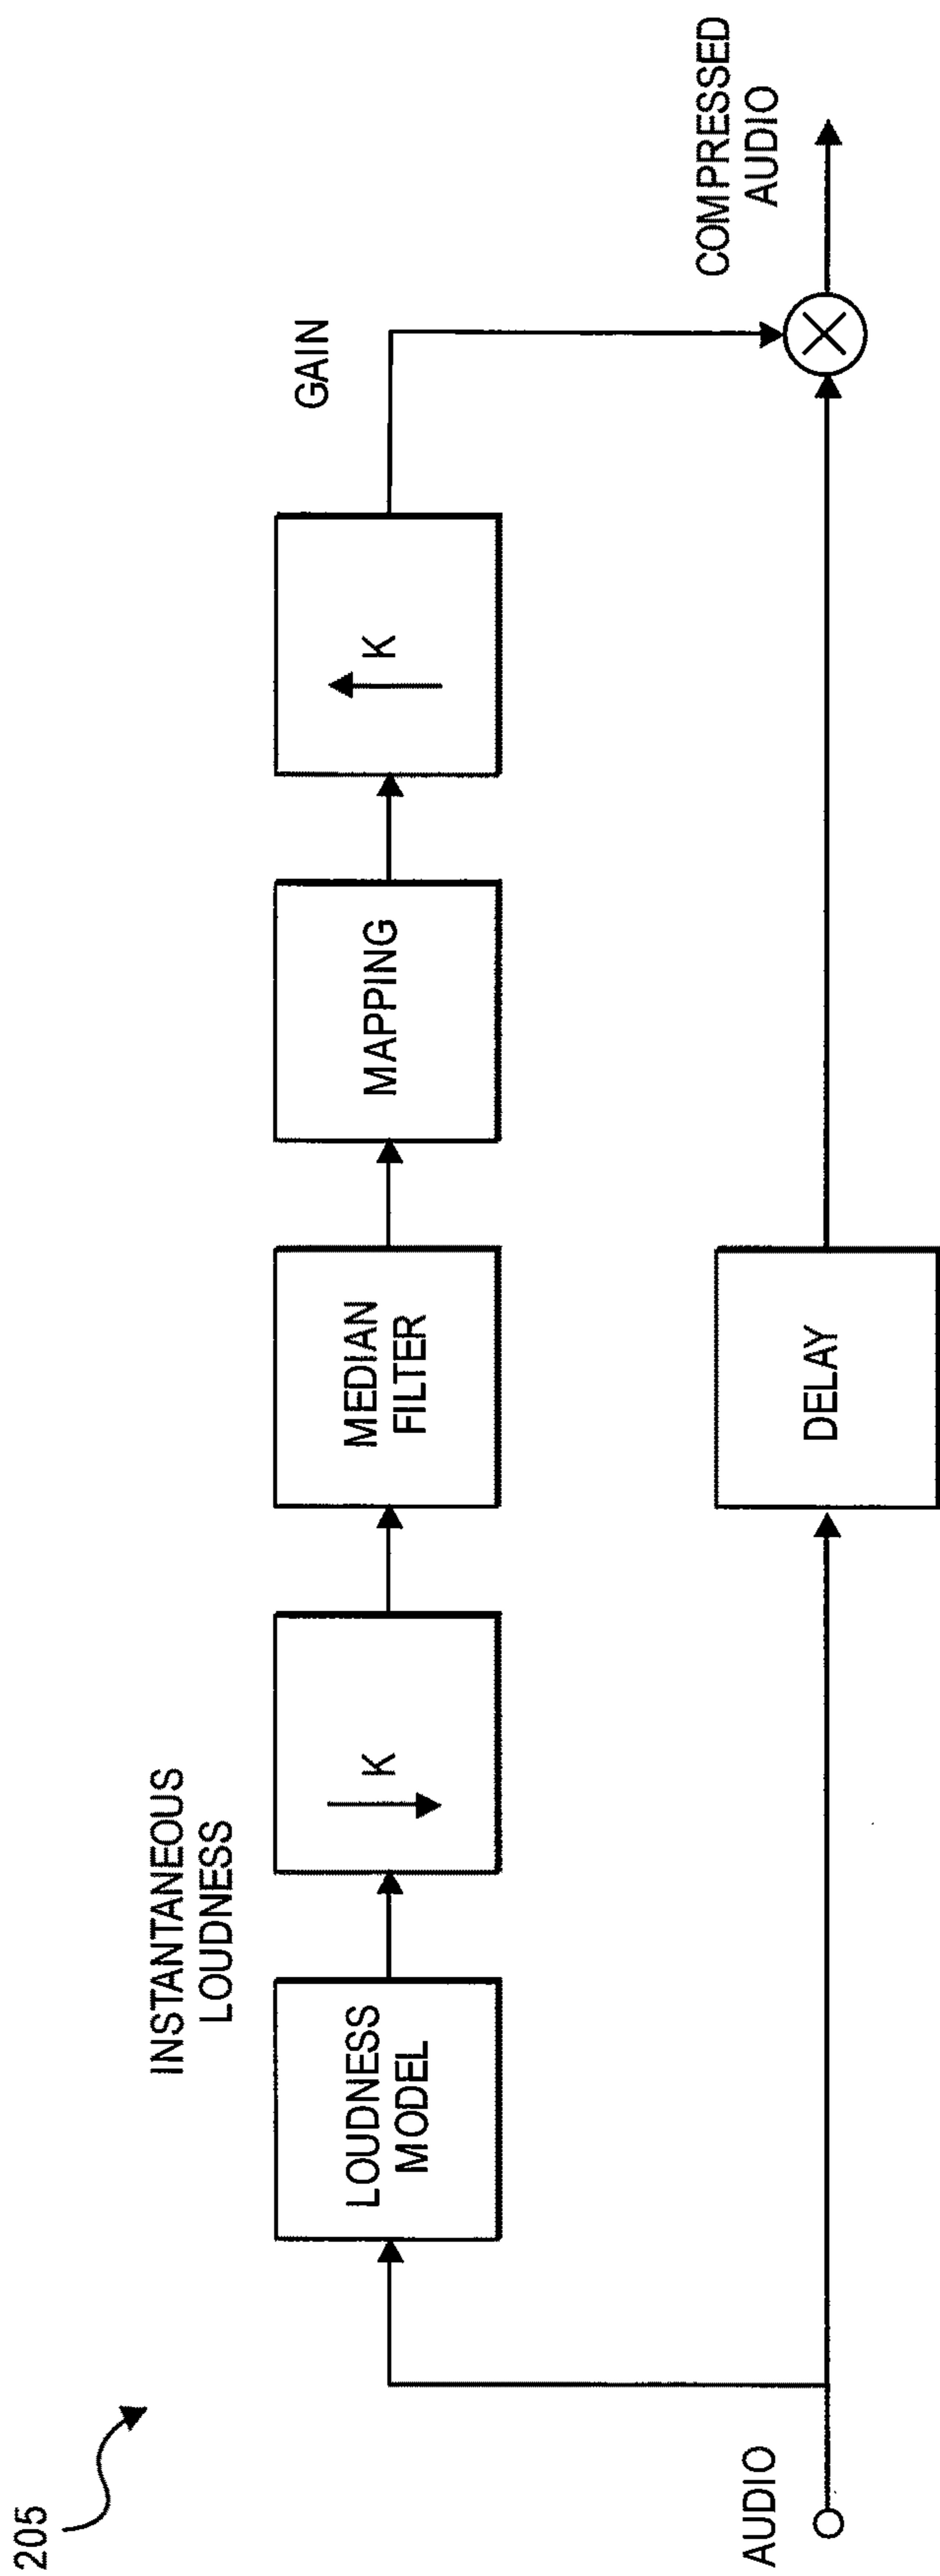 205
INSTANTANEOUS
LOUDNESS
GAIN
LOUDNESS
MODEL
K
MEDIAN
FILTER
MAPPING
K
COMPRESSED
AUDIO
AUDIO
DELAY